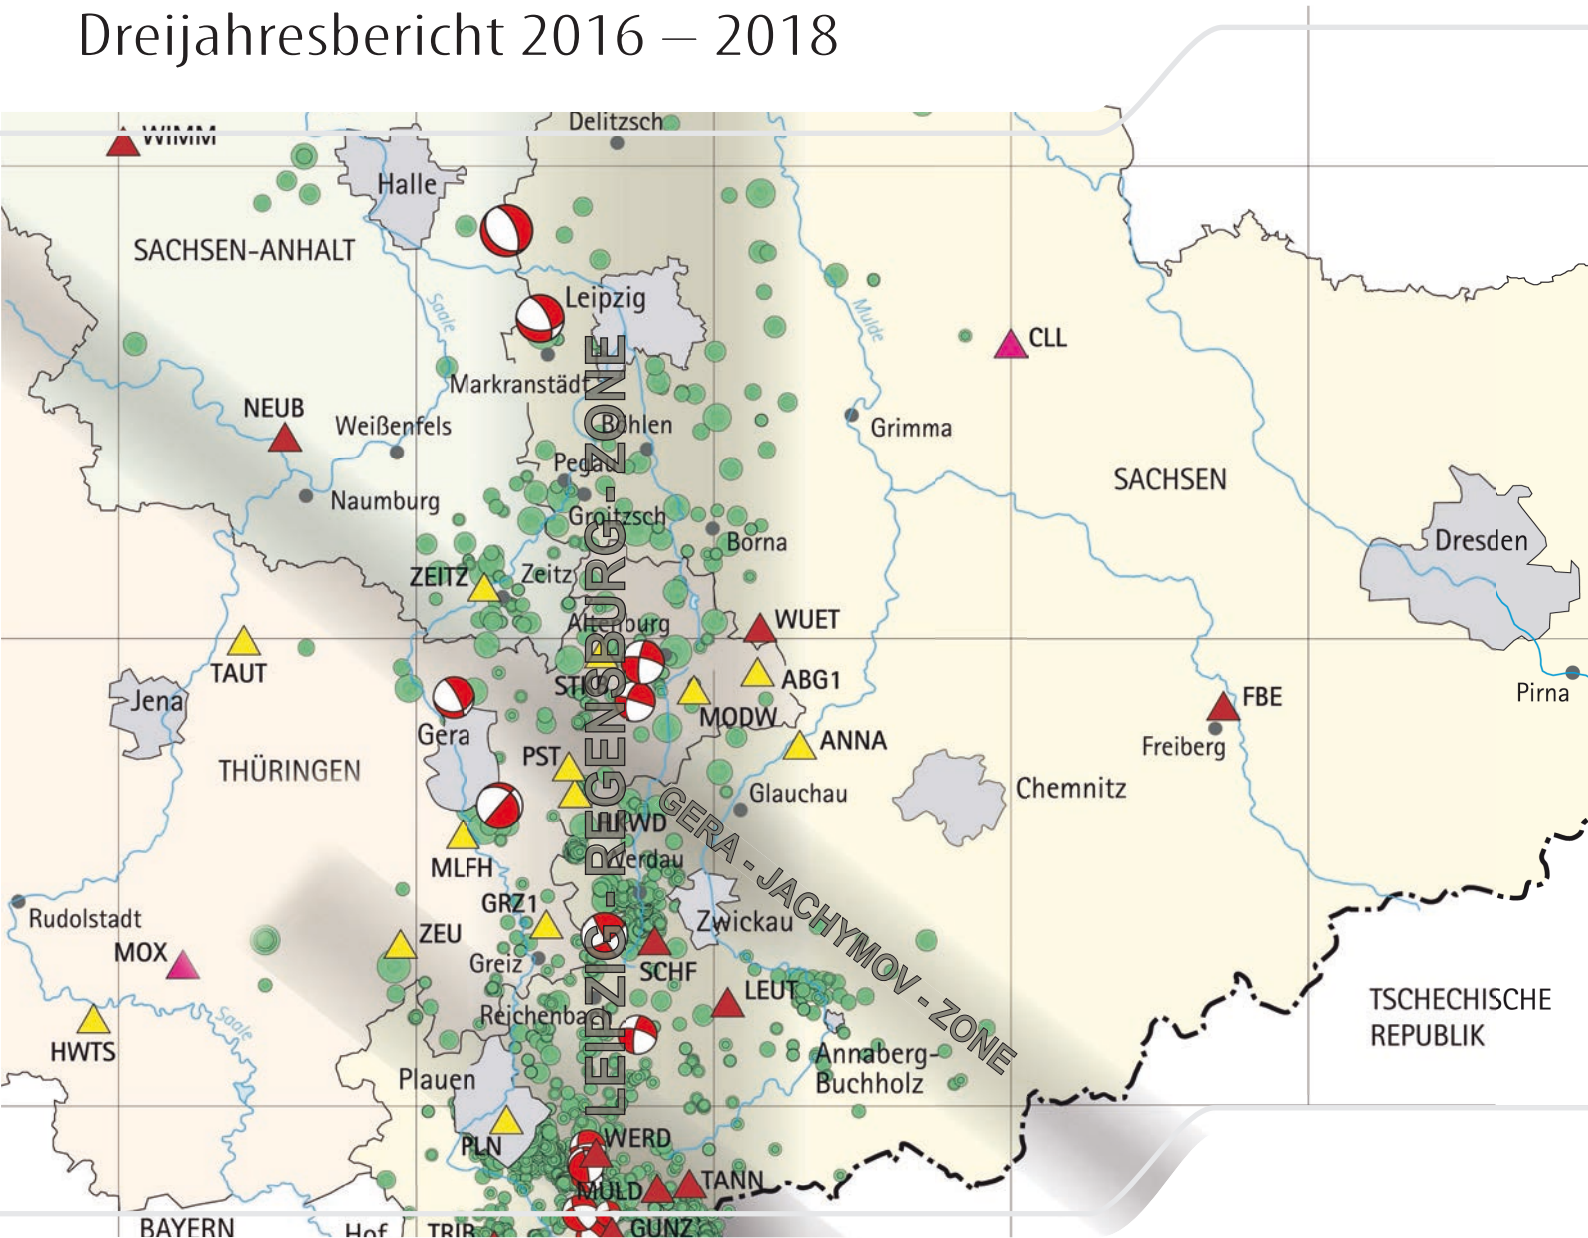 Dreijahresbericht 2016 – 2018
Delitzsch
WIMM
Halle
SACHSEN-ANHALT
Leipzig
Saale
Mulde
CLL
Markranstädt
NEUB
Weißenfels
Böhlen
Grimma
Pegau
SACHSEN
Naumburg
Groitzsch
Borna
Dresden
ZEITZ
Zeitz
Altenburg
WUET
TAUT
ABG1
Jena
MODW
FBE
Pirna
Gera
PST
ANNA
Freiberg
THÜRINGEN
Glauchau
Chemnitz
Werdau
MLFH
LEIPZIG - REGENSBURG - ZONE
GERA - JACHYMOV - ZONE
GRZ1
Rudolstadt
Zwickau
ZEU
MOX
Greiz
SCHF
LEUT
TSCHECHISCHE
REPUBLIK
Saale
Reichenba
HWTS
Annaberg-
Buchholz
Plauen
PLN
WERD
TANN
MULD
BAYERN
Hof
TRIB
GUNZ